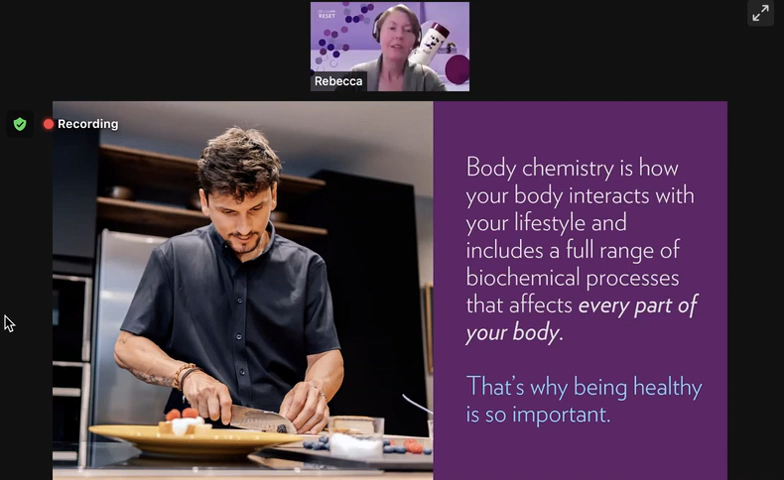 RESET
Rebecca
Recording
Body chemistry is how
your body interacts with
your lifestyle and
includes a full range of
biochemical processes
that affects every part of
your body.
That's why being healthy
is so important.